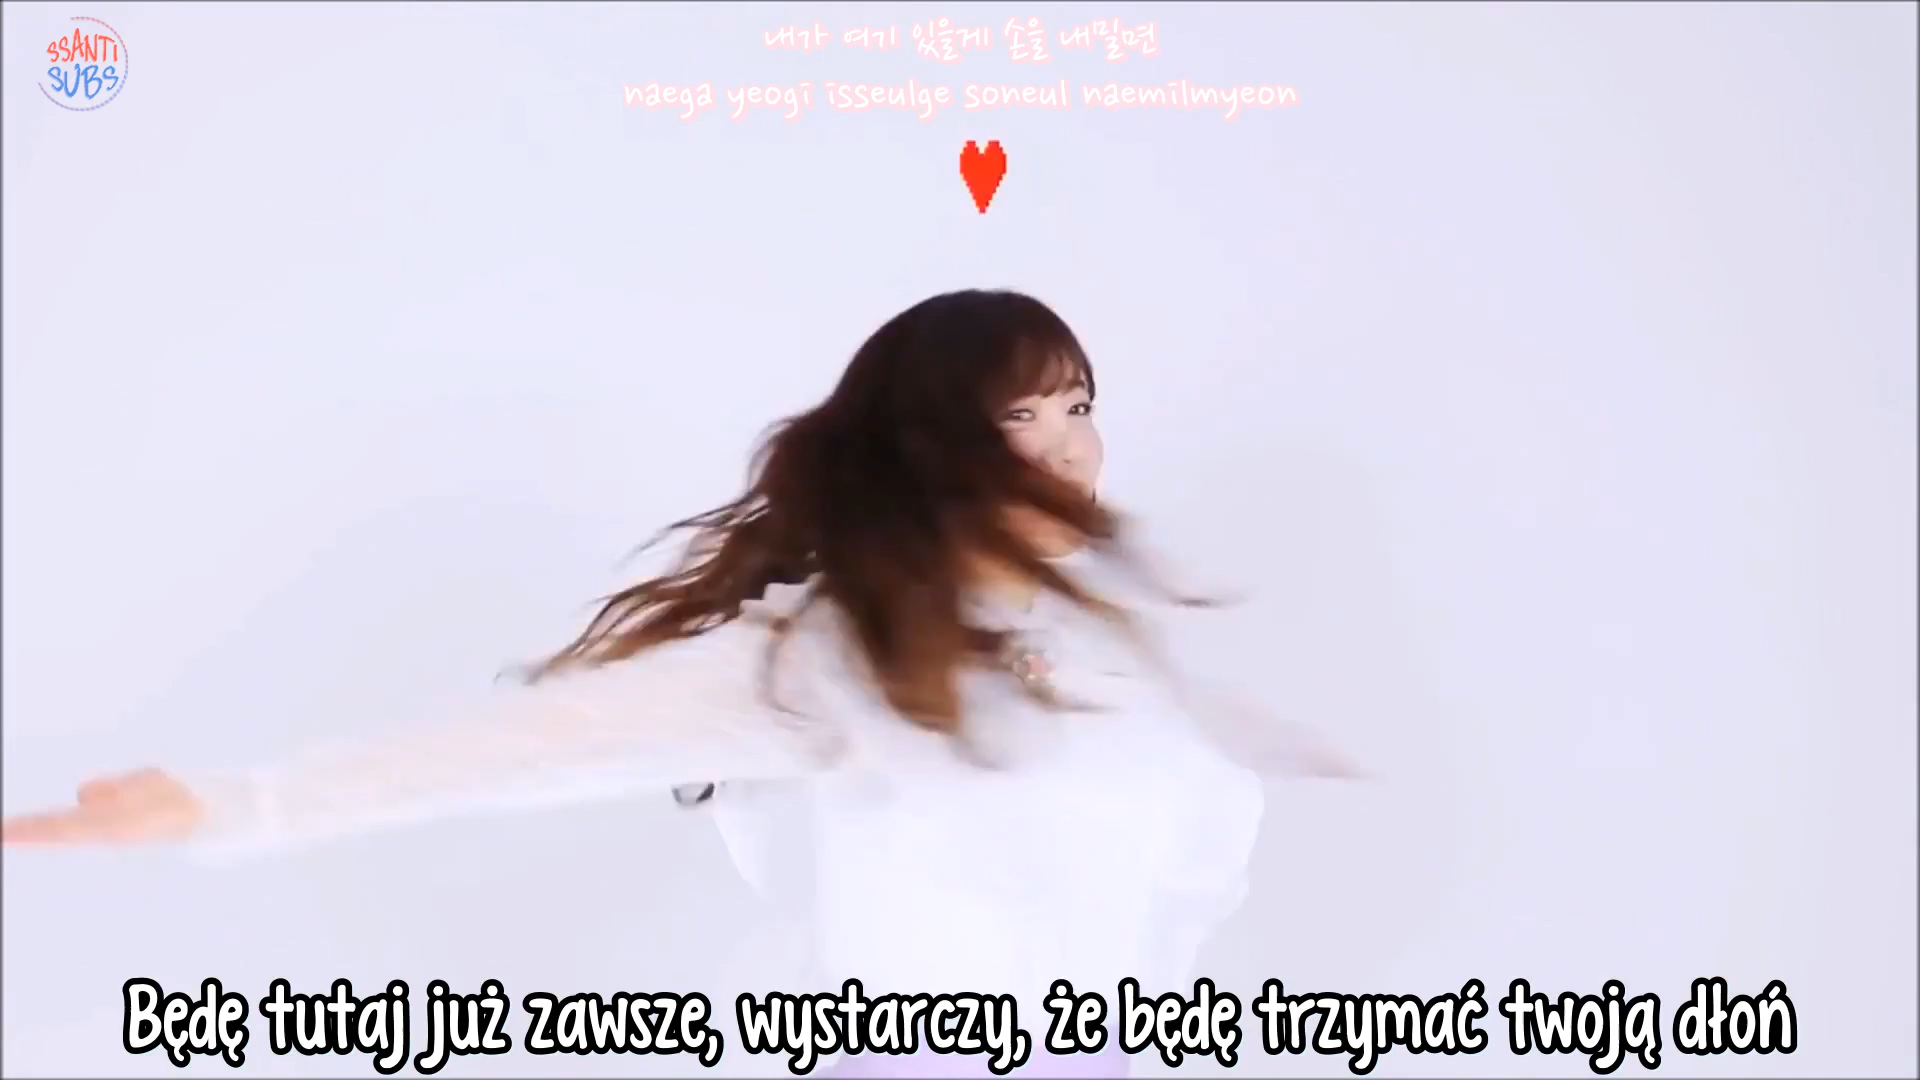 SSANTI
SUBS
내가 여기 있을게 손을 내밀면
naega yeogi isseulge soneul naemilmyeon
Będę tutaj już zawsze, wystarczy, że będę trzymać twoją dłoń